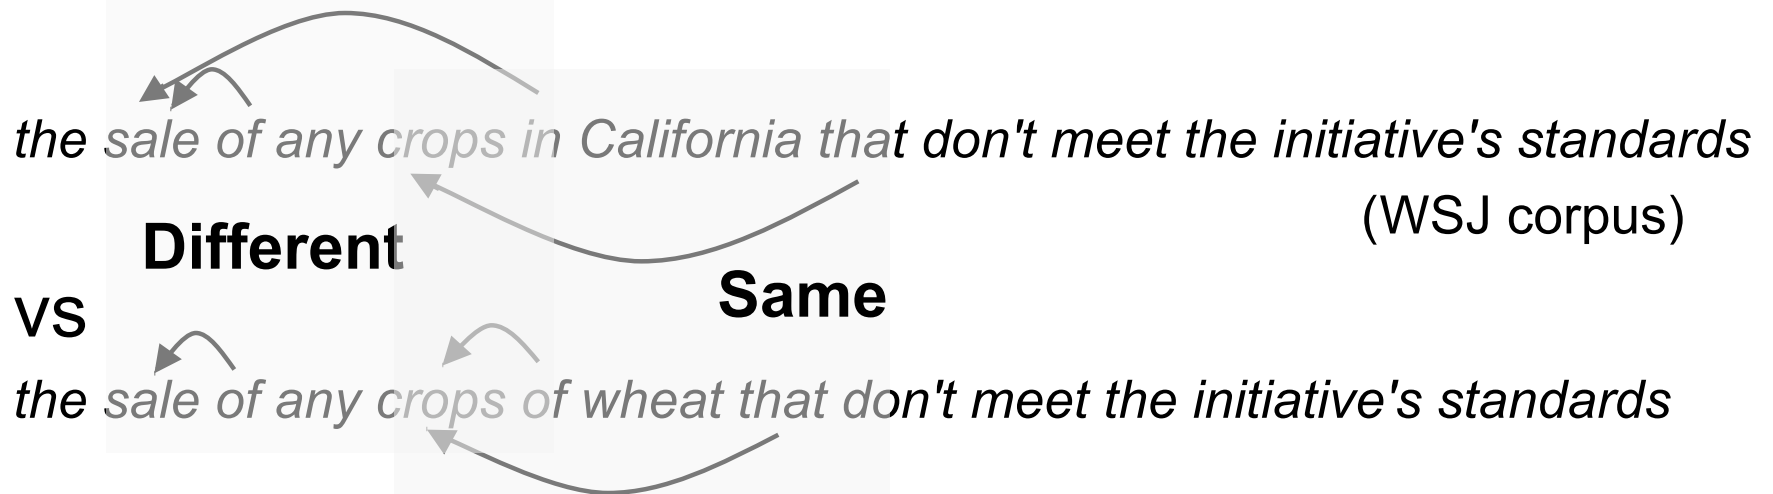 the sale of any crops in California that don't meet the initiative's standards
(WSJ corpus)
Different
Same
vs
the sale of any crops of wheat that don't meet the initiative's standards